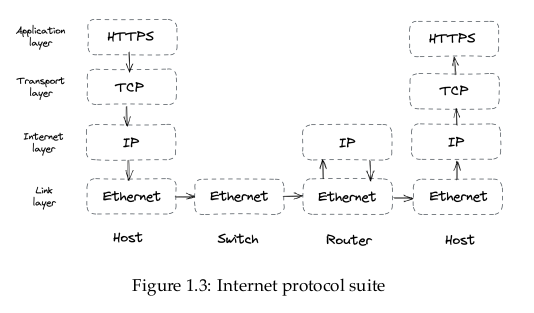 Application
layer
HTTPS
HTTPS
Transport
layer
TCP
TCP
Internet
layer
IP
IP
IP
Link
layer
Ethernet
Ethernet
Ethernet
Ethernet
Host
Switch
Router
Host
Figure 1.3: Internet protocol suite